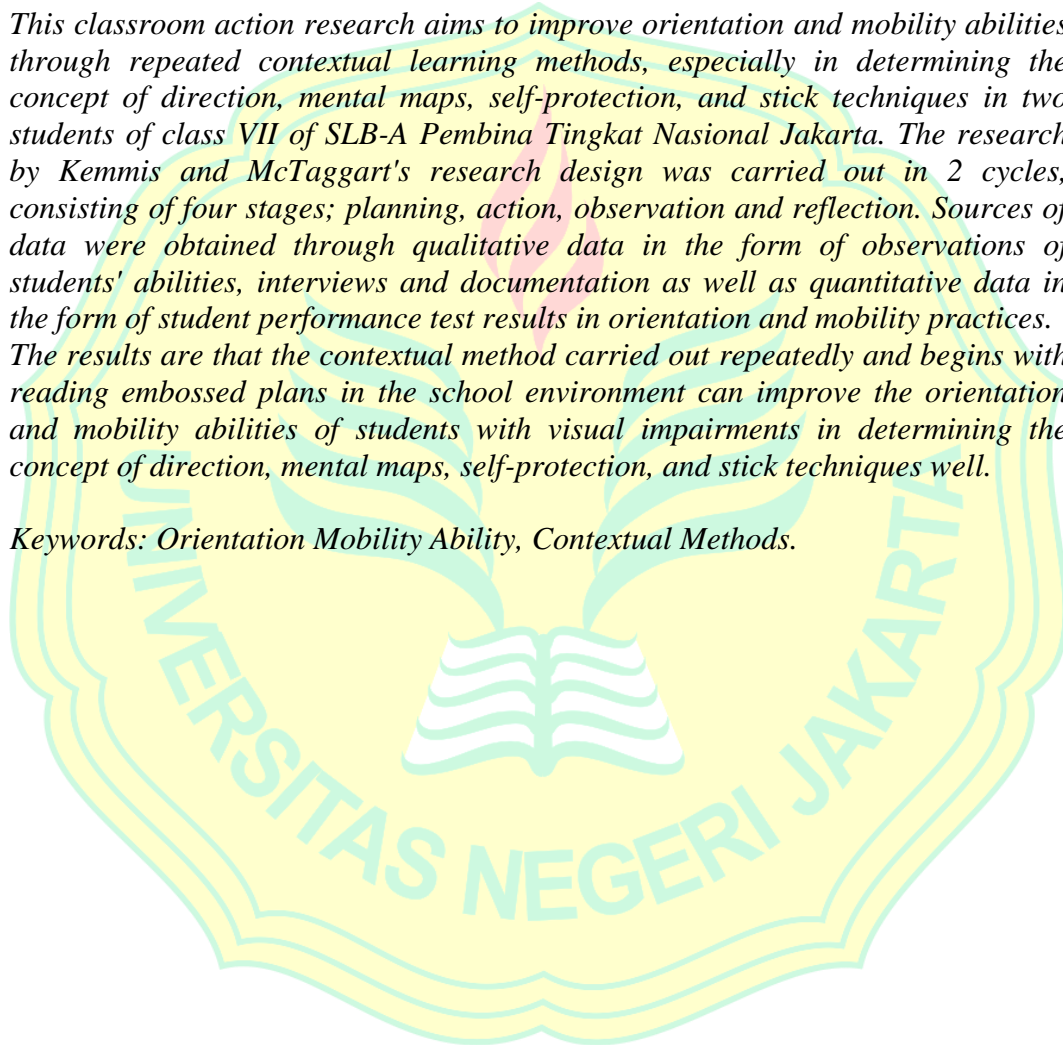 This classroom action research aims to improve orientation and mobility abilities
through repeated contextual learning methods, especially in determining the
concept of direction, mental maps, self-protection, and stick techniques in two
students of class VII of SLB-A Pembina Tingkat Nasional Jakarta. The research
by Kemmis and McTaggart's research design was carried out in 2 cycles,
consisting of four stages; planning, action, observation and reflection. Sources of
data were obtained through qualitative data in the form of observations of
students' abilities, interviews and documentation as well as quantitative data in
the form of student performance test results in orientation and mobility practices.
The results are that the contextual method carried out repeatedly and begins with
reading embossed plans in the school environment can improve the orientation
and mobility abilities of students with visual impairments in determining the
concept of direction, mental maps, self-protection, and stick techniques well.
Keywords: Orientation Mobility Ability, Contextual Methods.
UNIVERSITAS NEGERI JAKARTA